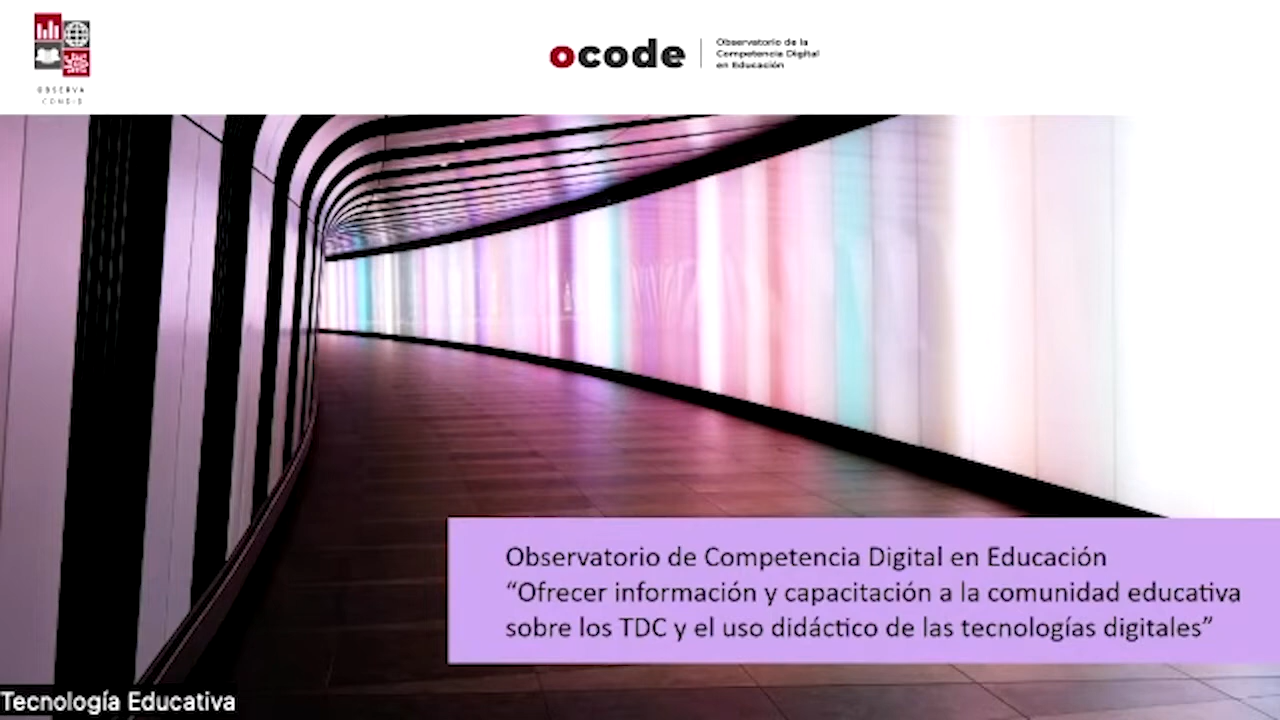 OBSERVA
CONDID
ocode
Observatorio de la
Competencia Digital
en Educación
Observatorio de Competencia Digital en Educación
“Ofrecer información y capacitación a la comunidad educativa
sobre los TDC y el uso didáctico de las tecnologías digitales”
Tecnología Educativa